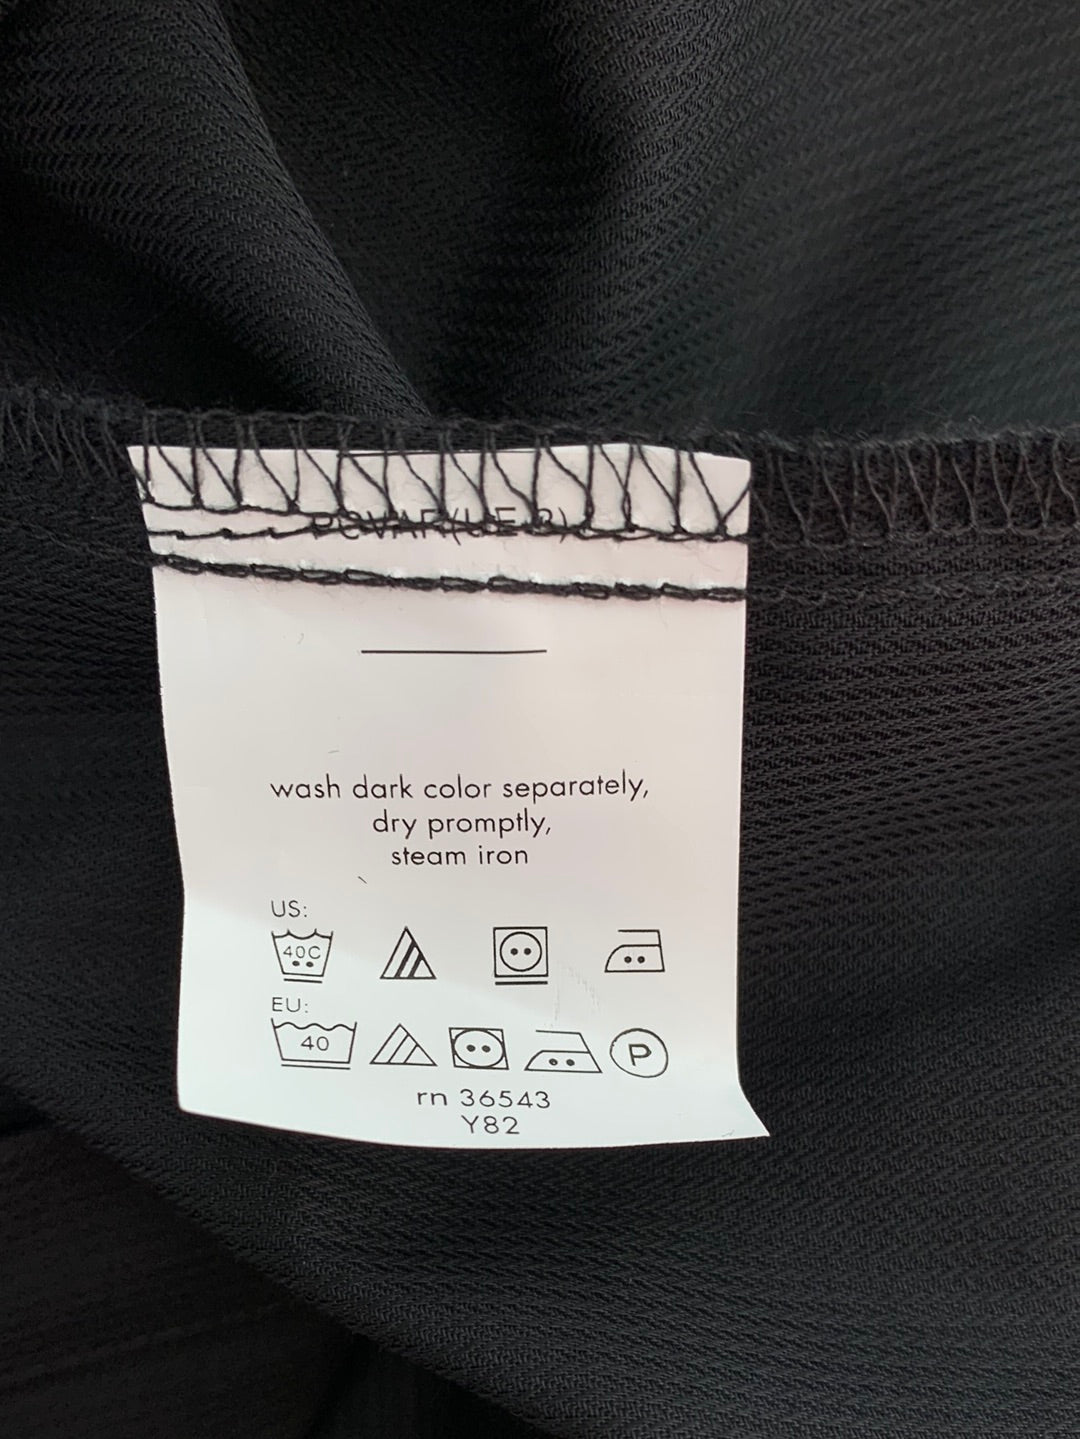 wash dark color separately,
dry promptly,
steam iron
US:
40C
EU:
40
P
rn 36543
Y82